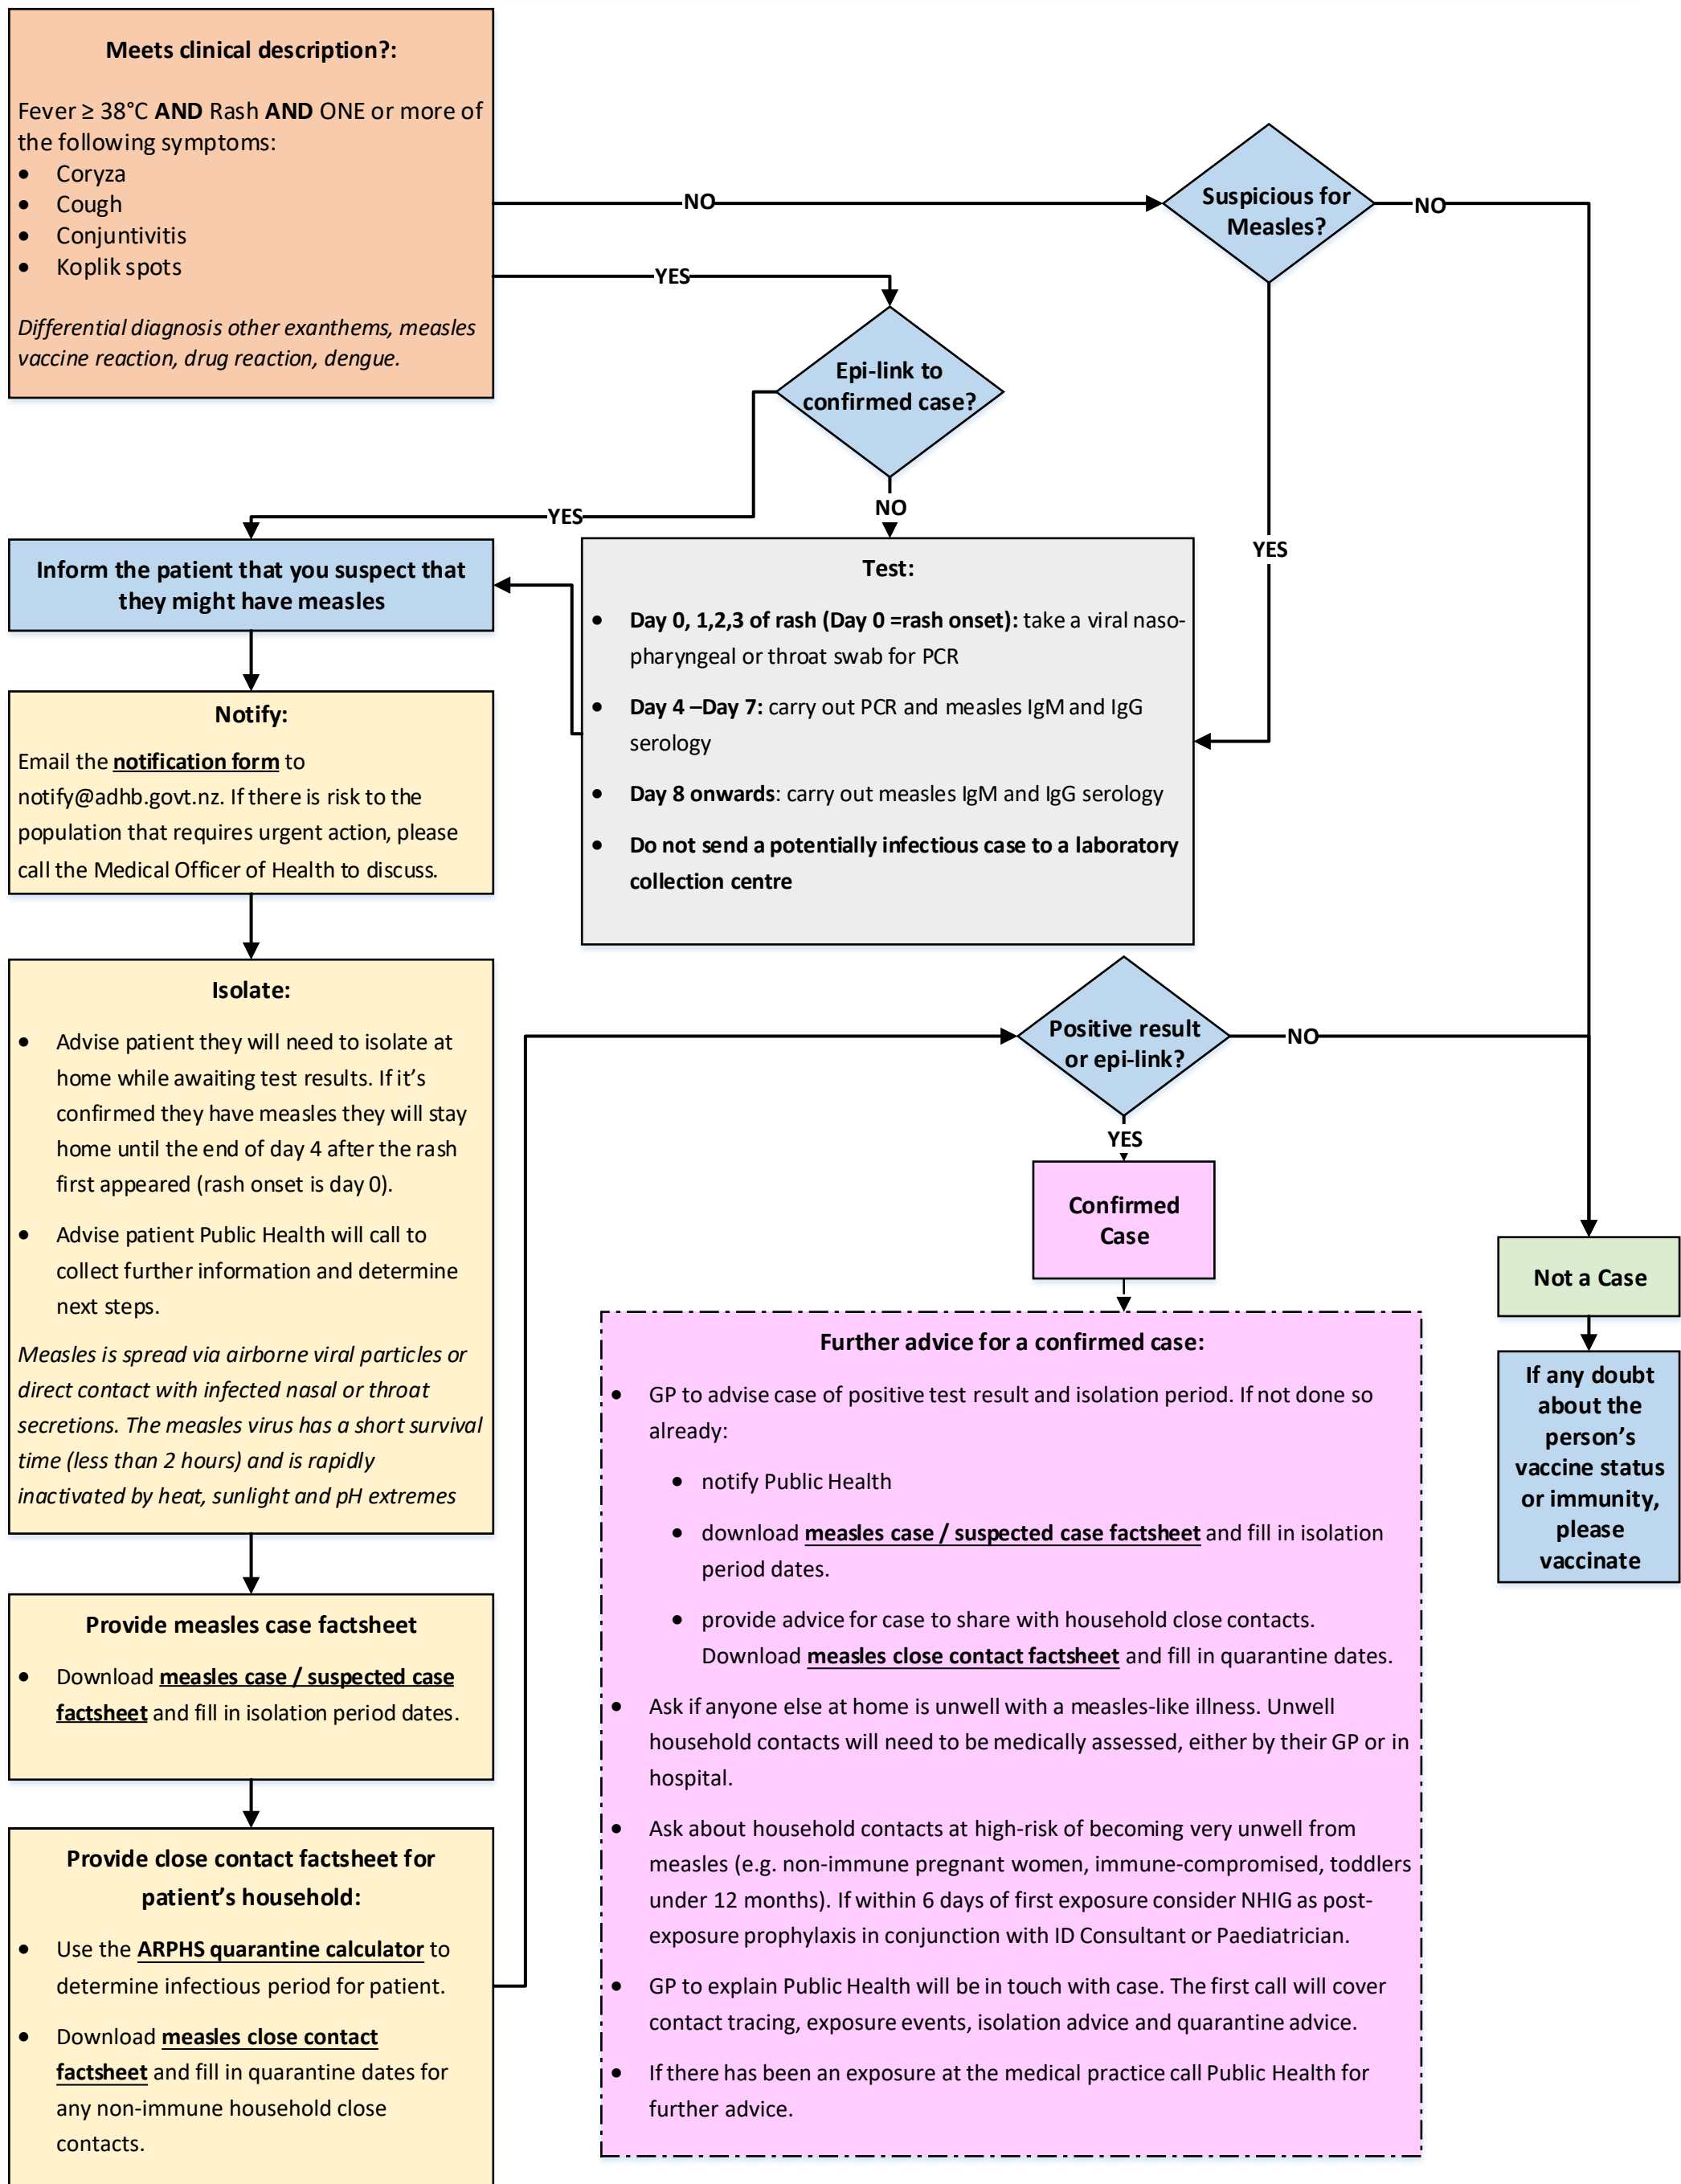 Meets clinical description?:
Fever ≥ 38°C AND Rash AND ONE or more of
the following symptoms:
• Coryza
• Cough
• Conjuntivitis
• Koplik spots
Differential diagnosis other exanthems, measles
vaccine reaction, drug reaction, dengue.
NO
Suspicious for
Measles?
NO
YES
Epi-link to
confirmed case?
YES
NO
YES
Inform the patient that you suspect that
they might have measles
Test:
• Day 0, 1,2,3 of rash (Day 0 =rash onset): take a viral naso-
pharyngeal or throat swab for PCR
• Day 4 –Day 7: carry out PCR and measles IgM and IgG
serology
• Day 8 onwards: carry out measles IgM and IgG serology
• Do not send a potentially infectious case to a laboratory
collection centre
Notify:
Email the notification form to
notify@adhb.govt.nz. If there is risk to the
population that requires urgent action, please
call the Medical Officer of Health to discuss.
Isolate:
• Advise patient they will need to isolate at
home while awaiting test results. If it’s
confirmed they have measles they will stay
home until the end of day 4 after the rash
first appeared (rash onset is day 0).
• Advise patient Public Health will call to
collect further information and determine
next steps.
Measles is spread via airborne viral particles or
direct contact with infected nasal or throat
secretions. The measles virus has a short survival
time (less than 2 hours) and is rapidly
inactivated by heat, sunlight and pH extremes
Provide measles case factsheet
• Download measles case / suspected case
factsheet and fill in isolation period dates.
Provide close contact factsheet for
patient’s household:
• Use the ARPHS quarantine calculator to
determine infectious period for patient.
• Download measles close contact
factsheet and fill in quarantine dates for
any non-immune household close
contacts.
Positive result
or epi-link?
NO
YES
Confirmed
Case
Further advice for a confirmed case:
• GP to advise case of positive test result and isolation period. If not done so
already:
• notify Public Health
• download measles case / suspected case factsheet and fill in isolation
period dates.
• provide advice for case to share with household close contacts.
Download measles close contact factsheet and fill in quarantine dates.
• Ask if anyone else at home is unwell with a measles-like illness. Unwell
household contacts will need to be medically assessed, either by their GP or in
hospital.
• Ask about household contacts at high-risk of becoming very unwell from
measles (e.g. non-immune pregnant women, immune-compromised, toddlers
under 12 months). If within 6 days of first exposure consider NHIG as post-
exposure prophylaxis in conjunction with ID Consultant or Paediatrician.
• GP to explain Public Health will be in touch with case. The first call will cover
contact tracing, exposure events, isolation advice and quarantine advice.
• If there has been an exposure at the medical practice call Public Health for
further advice.
Not a Case
If any doubt
about the
person’s
vaccine status
or immunity,
please
vaccinate